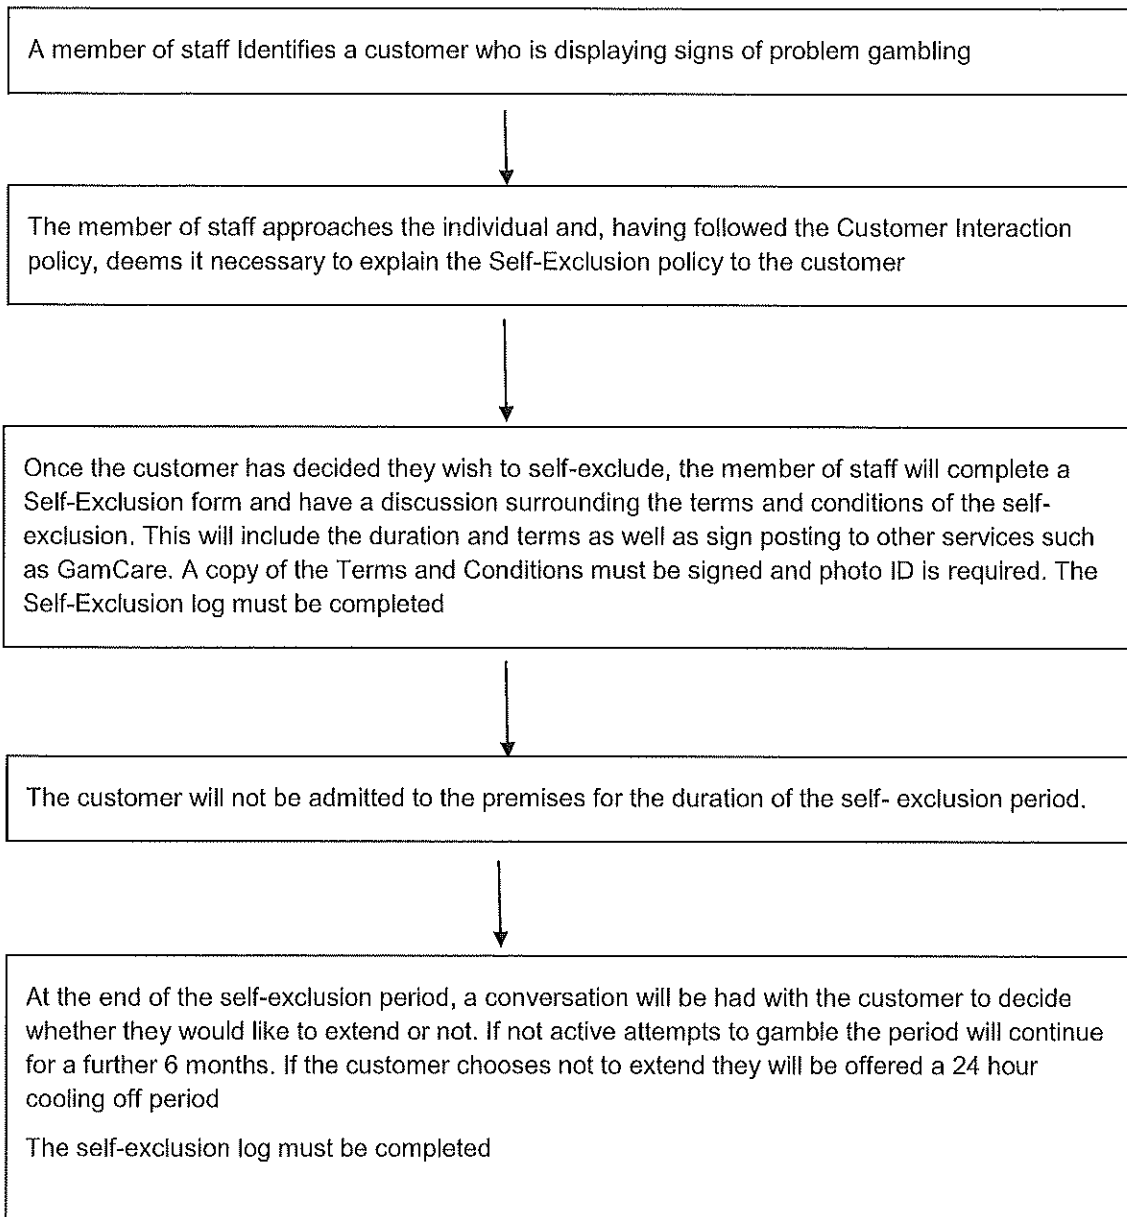 A member of staff Identifies a customer who is displaying signs of problem gambling
The member of staff approaches the individual and, having followed the Customer Interaction
policy, deems it necessary to explain the Self-Exclusion policy to the customer
Once the customer has decided they wish to self-exclude, the member of staff will complete a
Self-Exclusion form and have a discussion surrounding the terms and conditions of the self-
exclusion. This will include the duration and terms as well as sign posting to other services such
as GamCare. A copy of the Terms and Conditions must be signed and photo ID is required. The
Self-Exclusion log must be completed
The customer will not be admitted to the premises for the duration of the self- exclusion period.
At the end of the self-exclusion period, a conversation will be had with the customer to decide
whether they would like to extend or not. If not active attempts to gamble the period will continue
for a further 6 months. If the customer chooses not to extend they will be offered a 24 hour
cooling off period
The self-exclusion log must be completed